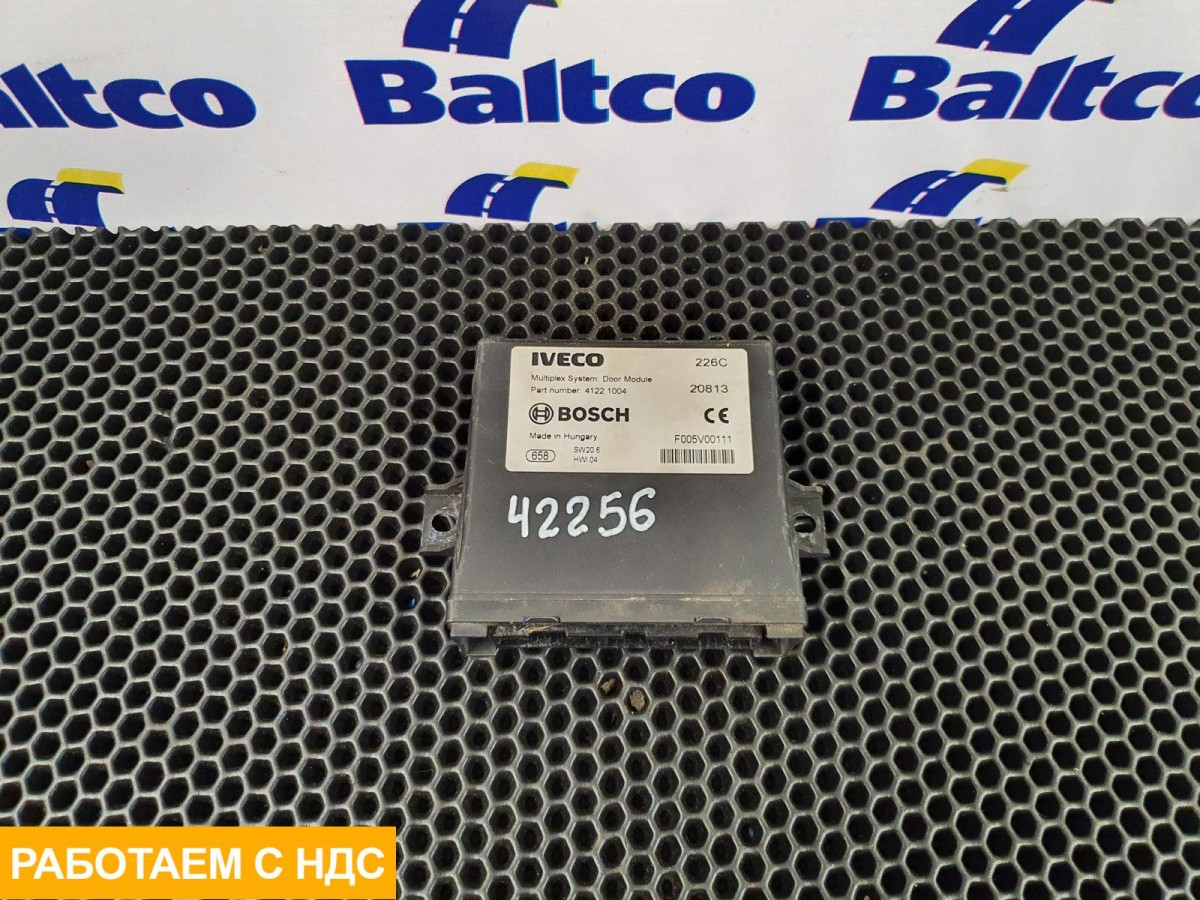 Baltco
Baltco
Baltco
IVECO 226C
Multiplex System: Door Module
Part number: 4122 1004 20813
BOSCH CE
Made in Hungary F005V00111
658 SW20.6
HWI 04
42256
РАБОТАЕМ С НДС